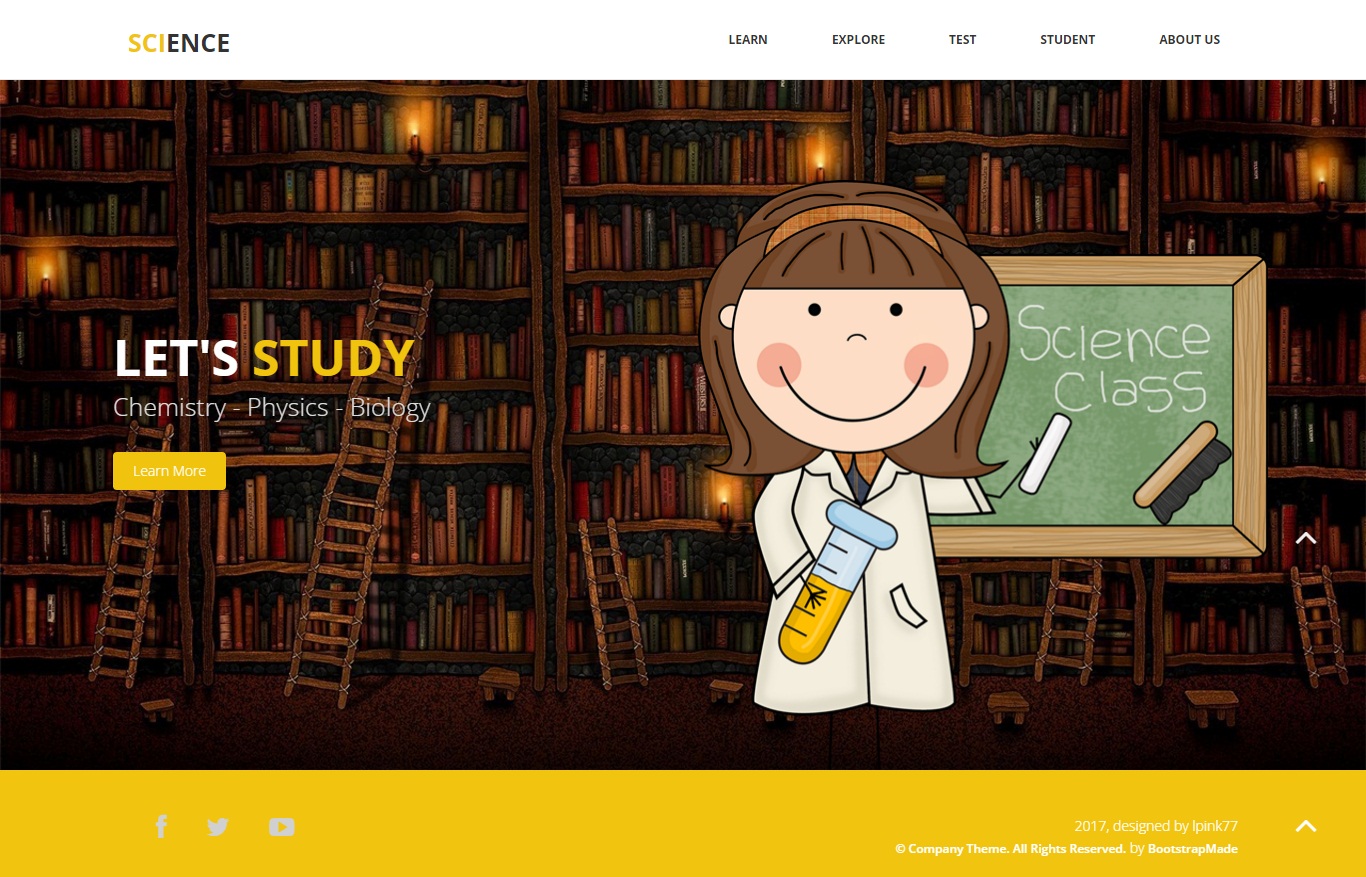 SCIENCE
LEARN EXPLORE TEST STUDENT ABOUT US
LET'S STUDY
Chemistry - Physics - Biology
Learn More
Science
Class
2017, designed by lpink77
© Company Theme. All Rights Reserved. by BootstrapMade